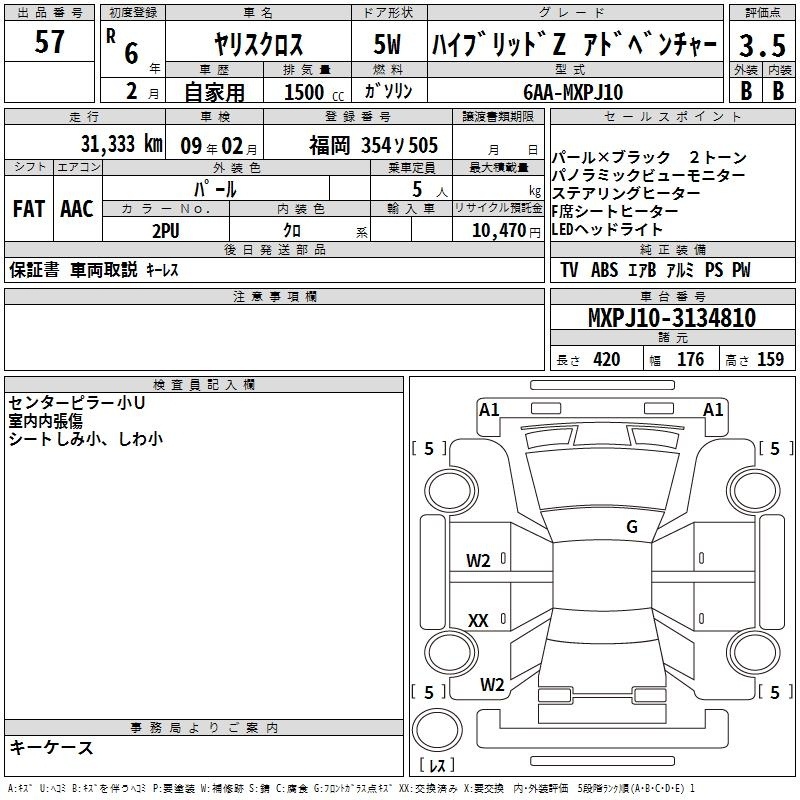 出品番号 初度登録 車名 ドア形状 グレード 評価点
57 R 6 年 ヤリスクロス 5W ﾊｲﾌﾞﾘｯﾄﾞZ ｱﾄﾞﾍﾞﾝﾁｬｰ 3.5
車歴 排気量 燃料 型式 外装 内装
2 月 自家用 1500 CC ｶﾞｿﾘﾝ 6AA-MXPJ10 B B
走行 車検 登録番号 譲渡書類期限 セールスポイント
31,333 km 09 年 02 月 福岡 354ソ505 月 日
シフト エアコン 外装色 乗車定員 最大積載量
FAT AAC ﾊﾟｰﾙ 5 人 kg
カラーNo. 内装色 輸入車 リサイクル預託金
2PU ｸﾛ 系 10,470 円
パール×ブラック 2トーン
パノラミックビューモニター
ステアリングヒーター
F席シートヒーター
LEDヘッドライト
後日発送部品 純正装備
保証書 車両取説 ｷｰﾚｽ TV ABS ｴｱB ｱﾙﾐ PS PW
注意事項欄 車台番号
MXPJ10-3134810
諸元
長さ 420 幅 176 高さ 159
検査員記入欄
センターピラー小U
室内内張傷
シートしみ小、しわ小
A1 A1
[ 5 ] [ 5 ]
G
W2
XX
W2
[ 5 ] [ 5 ]
[ ﾚｽ ]
事務局よりご案内
キーケース
A:ｷｽﾞ U:ﾍｺﾐ B:ｷｽﾞを伴うﾍｺﾐ P:要塗装 W:補修跡 S:錆 C:腐食 G:ﾌﾛﾝﾄｶﾞﾗｽ点ｷｽﾞ XX:交換済み X:要交換 内・外装評価 5段階ﾗﾝｸ順(A・B・C・D・E) 1